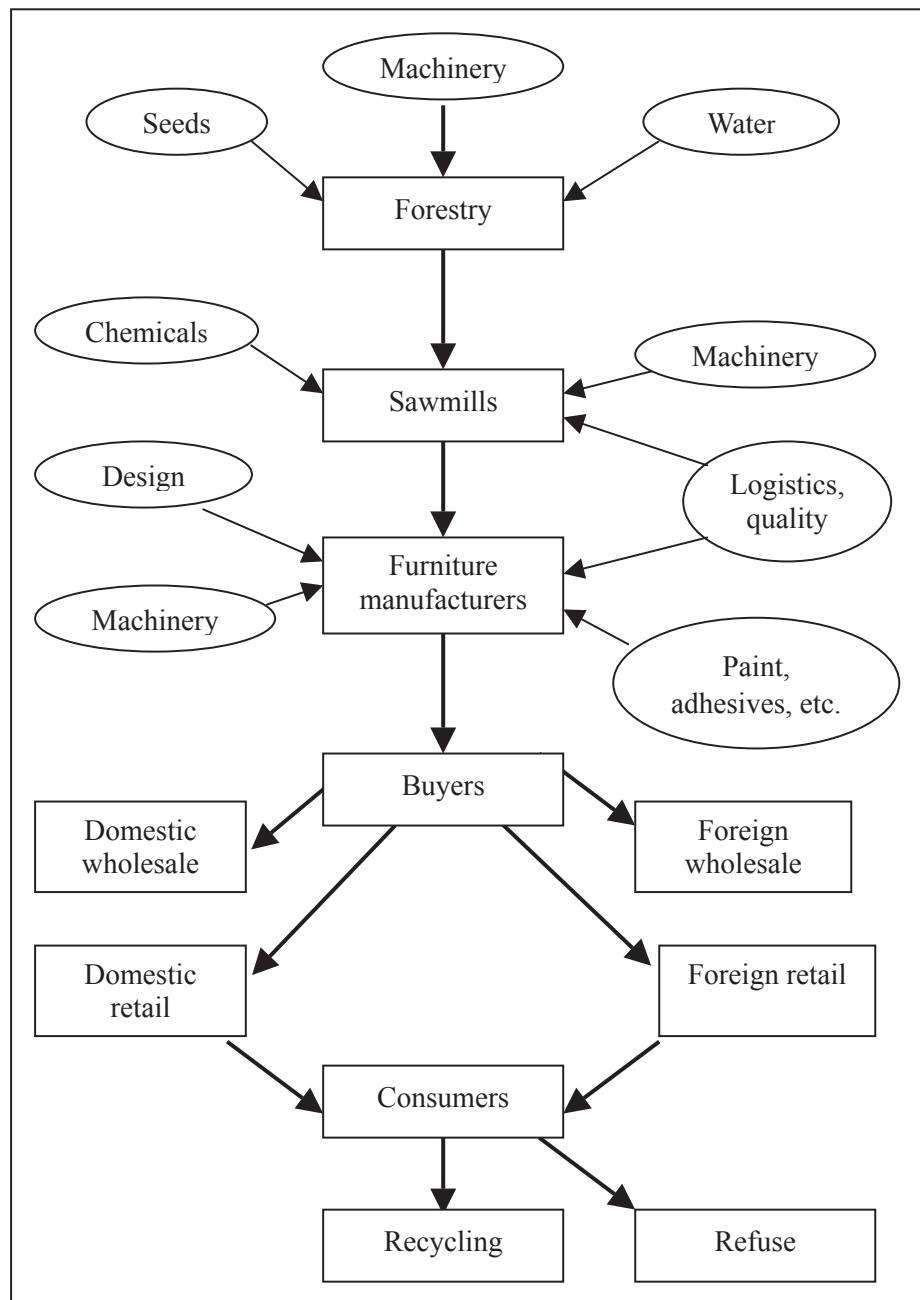 Machinery
Seeds
Water
Forestry
Chemicals
Machinery
Sawmills
Design
Logistics,
quality
Furniture
manufacturers
Machinery
Paint,
adhesives, etc.
Buyers
Domestic
wholesale
Foreign
wholesale
Domestic
retail
Foreign retail
Consumers
Recycling
Refuse